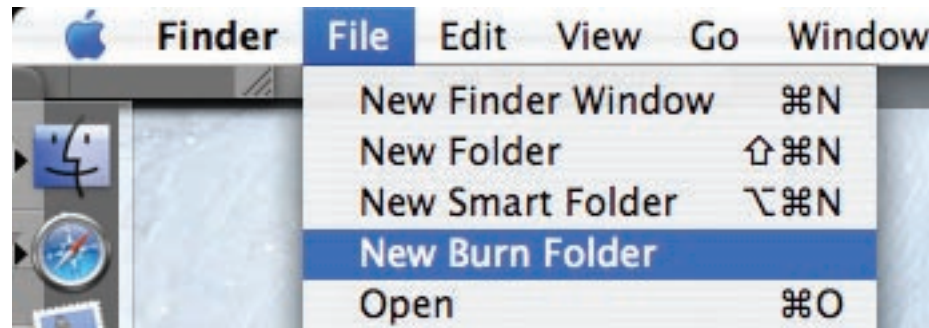 Finder File Edit View Go Window
New Finder Window ⌘N
New Folder ⇧⌘N
New Smart Folder ⌥⌘N
New Burn Folder
Open ⌘O